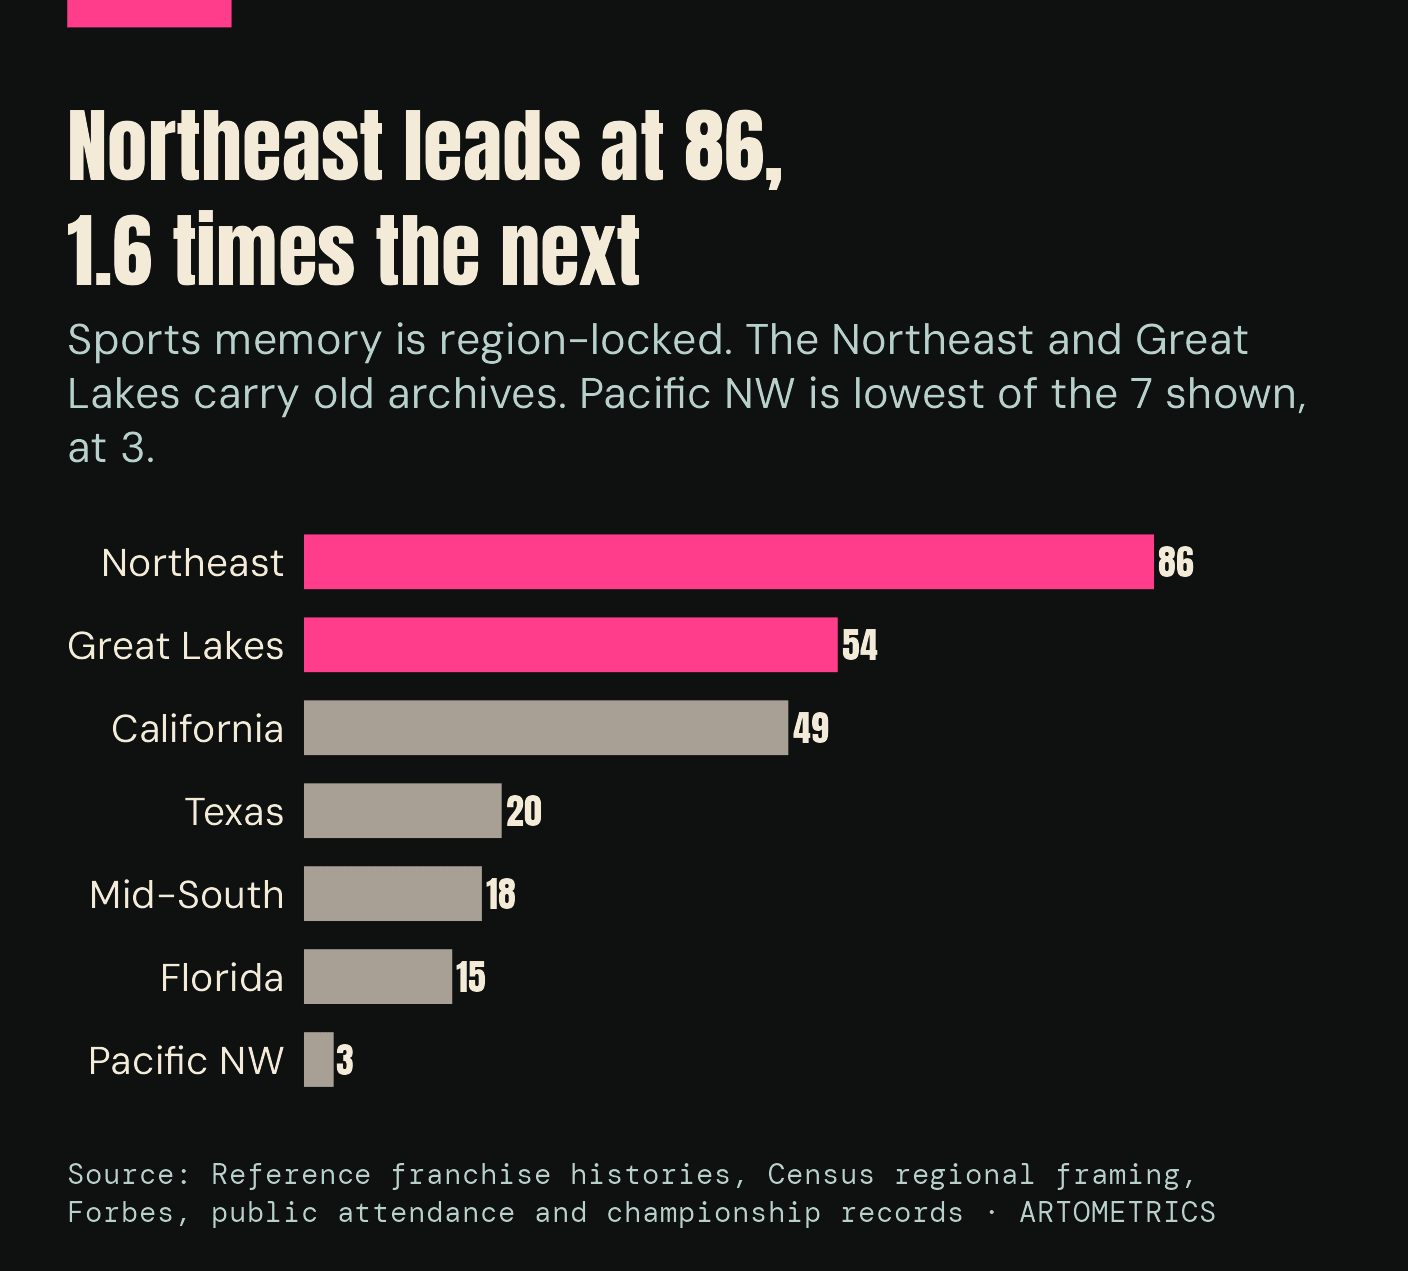 Northeast leads at 86,
1.6 times the next
Sports memory is region-locked. The Northeast and Great
Lakes carry old archives. Pacific NW is lowest of the 7 shown,
at 3.
Northeast 86
Great Lakes 54
California 49
Texas 20
Mid-South 18
Florida 15
Pacific NW 3
Source: Reference franchise histories, Census regional framing,
Forbes, public attendance and championship records · ARTOMETRICS